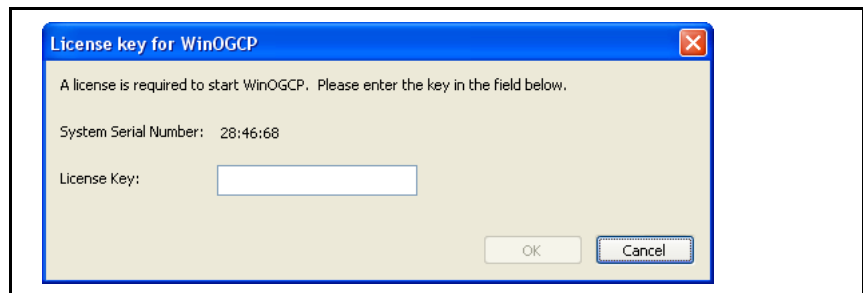 License key for WinOGCP
A license is required to start WinOGCP. Please enter the key in the field below.
System Serial Number: 28:46:68
License Key:
OK Cancel